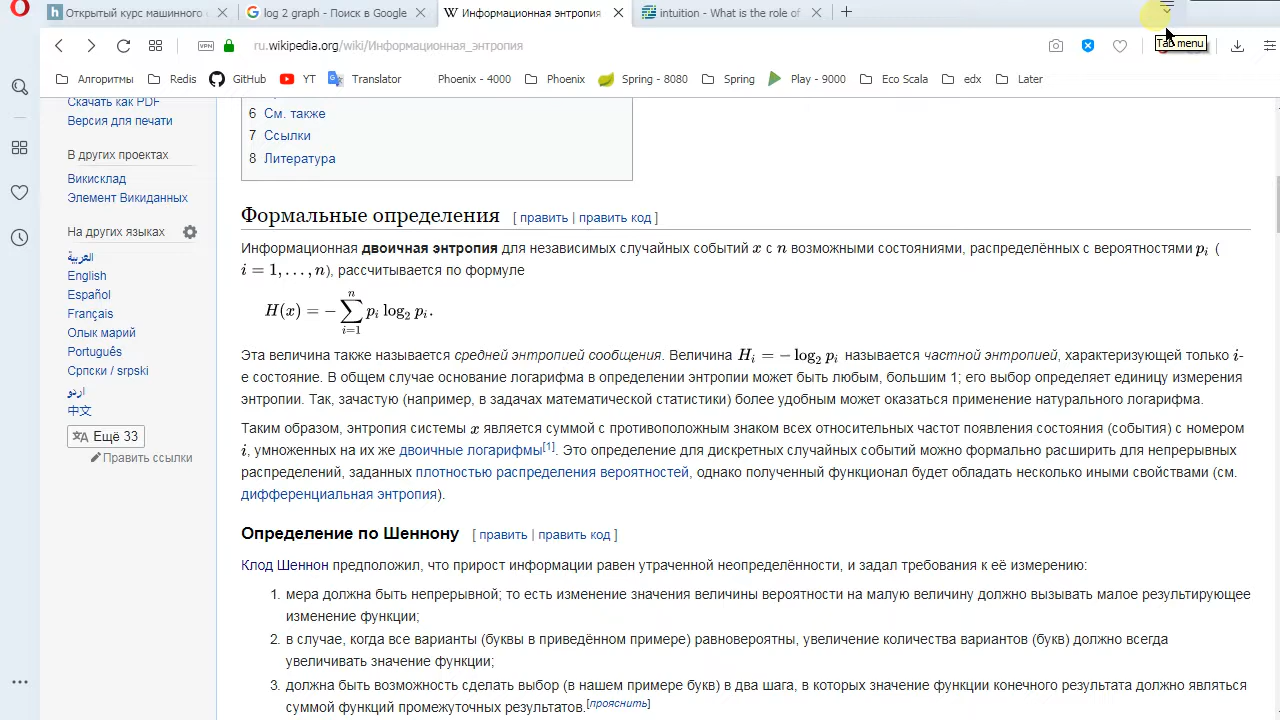 Открытый курс машинного о
log 2 graph - Поиск в Google
Информационная энтропия
intuition - What is the role of
VPN
ru.wikipedia.org/wiki/Информационная_энтропия
Tab menu
Алгоритмы
Redis
GitHub
YT
Translator
Phoenix - 4000
Phoenix
Spring - 8080
Spring
Play - 9000
Eco Scala
edx
Later
Скачать как PDF
Версия для печати
В других проектах
Викисклад
Элемент Викиданных
На других языках
العربية
English
Español
Français
Олык марий
Português
Српски / srpski
اردو
中文
Ещё 33
Править ссылки
6 См. также
7 Ссылки
8 Литература
Формальные определения [ править | править код ]
Информационная двоичная энтропия для независимых случайных событий x с n возможными состояниями, распределённых с вероятностями p_i (
i = 1, . . . , n), рассчитывается по формуле
H(x) = − ∑_{i=1}^{n} p_i log_2 p_i.
Эта величина также называется средней энтропией сообщения. Величина H_i = − log_2 p_i называется частной энтропией, характеризующей только i-
е состояние. В общем случае основание логарифма в определении энтропии может быть любым, большим 1; его выбор определяет единицу измерения
энтропии. Так, зачастую (например, в задачах математической статистики) более удобным может оказаться применение натурального логарифма.
Таким образом, энтропия системы x является суммой с противоположным знаком всех относительных частот появления состояния (события) с номером
i, умноженных на их же двоичные логарифмы[1]. Это определение для дискретных случайных событий можно формально расширить для непрерывных
распределений, заданных плотностью распределения вероятностей, однако полученный функционал будет обладать несколько иными свойствами (см.
дифференциальная энтропия).
Определение по Шеннону [ править | править код ]
Клод Шеннон предположил, что прирост информации равен утраченной неопределённости, и задал требования к её измерению:
1. мера должна быть непрерывной; то есть изменение значения величины вероятности на малую величину должно вызывать малое результирующее
изменение функции;
2. в случае, когда все варианты (буквы в приведённом примере) равновероятны, увеличение количества вариантов (букв) должно всегда
увеличивать значение функции;
3. должна быть возможность сделать выбор (в нашем примере букв) в два шага, в которых значение функции конечного результата должно являться
суммой функций промежуточных результатов.[прояснить]